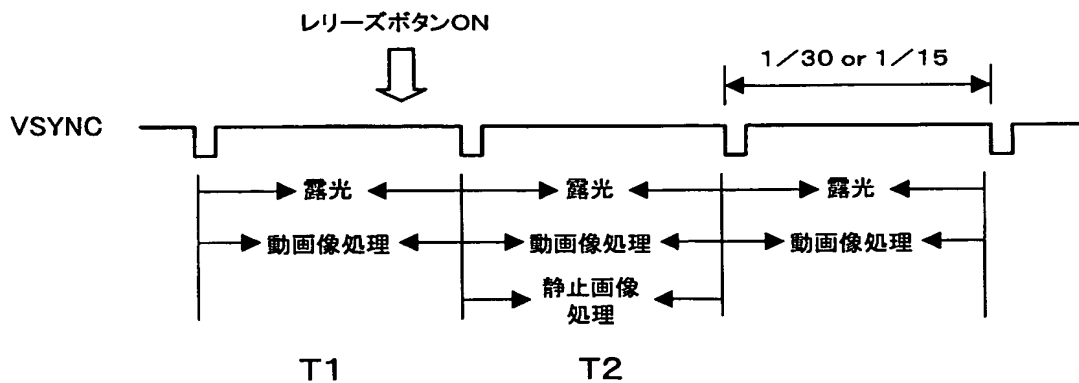 レリーズボタンON
1／30 or 1／15
VSYNC
露光 露光 露光
動画像処理 動画像処理 動画像処理
静止画像
処理
T1 T2